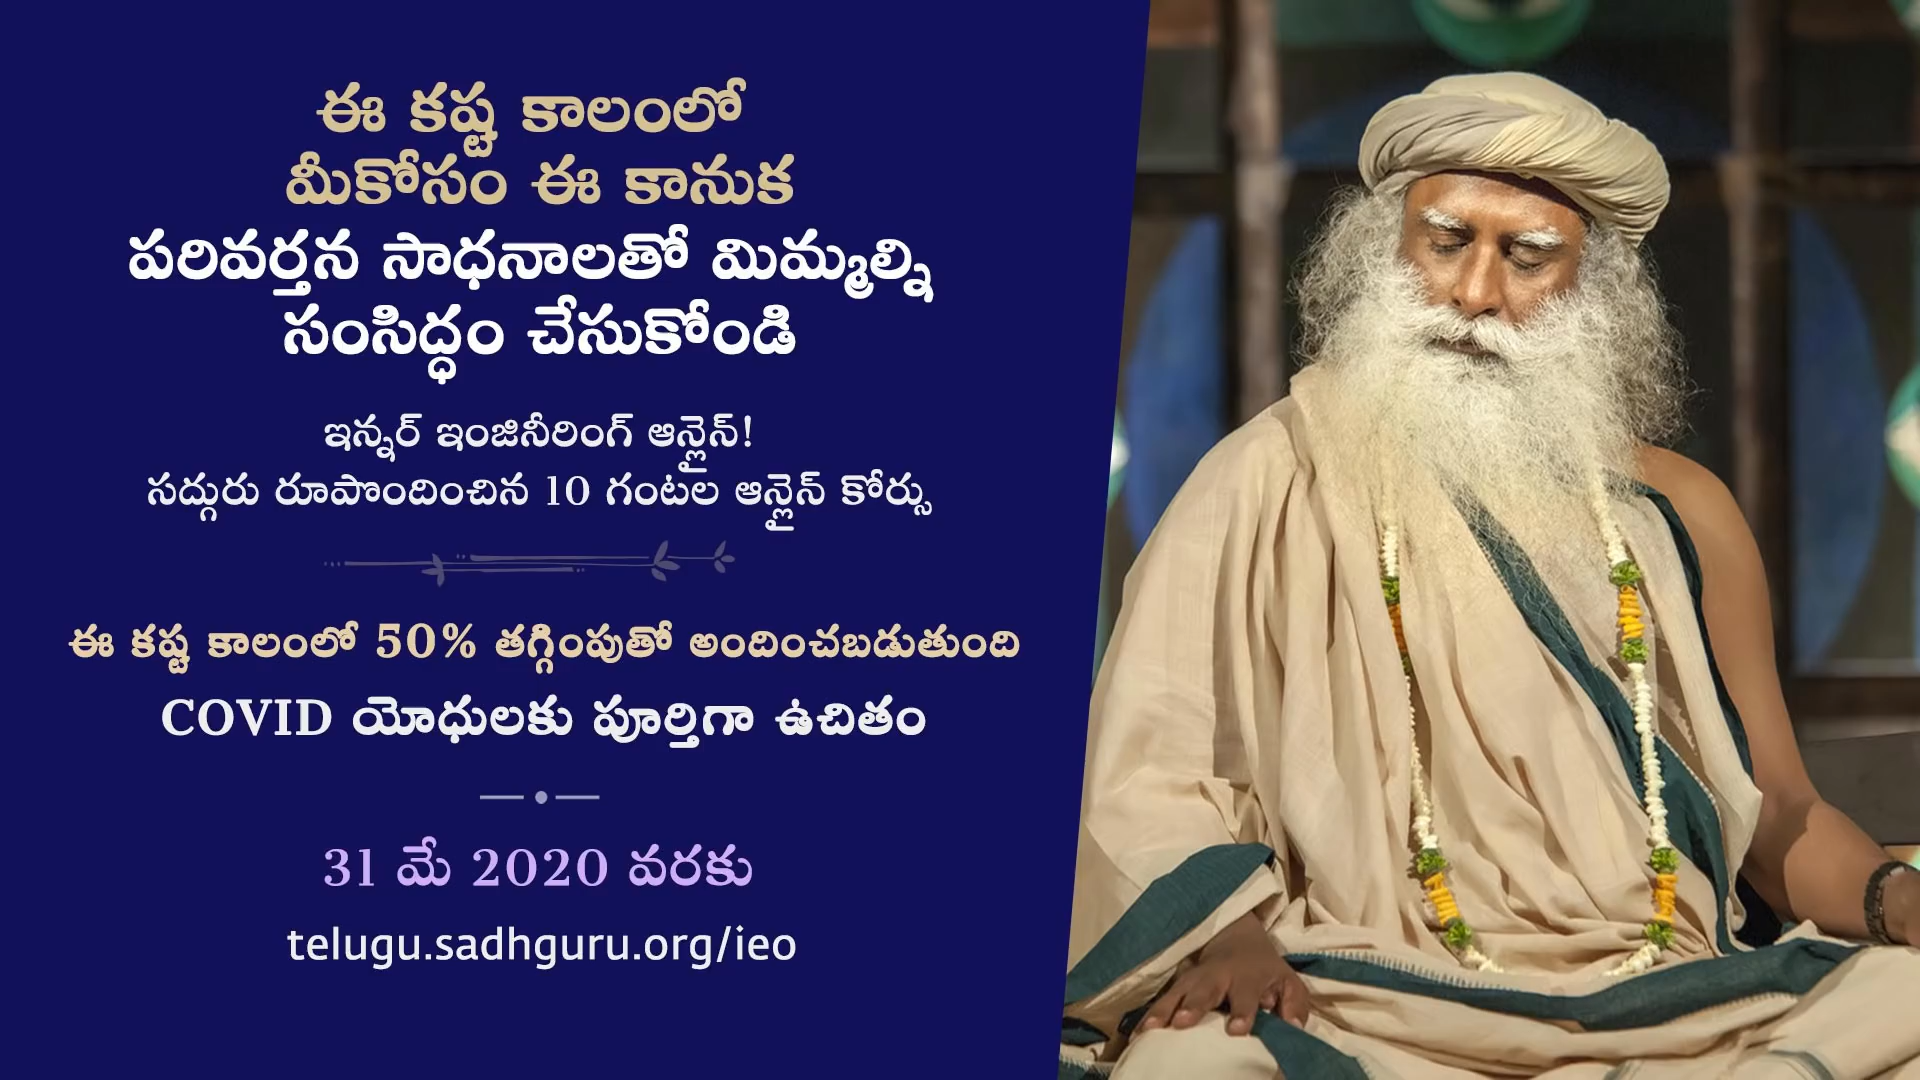 ఈ కష్ట కాలంలో
మీకోసం ఈ కానుక
పరివర్తన సాధనాలతో మిమ్మల్ని
సంసిద్ధం చేసుకోండి
ఇన్నర్ ఇంజినీరింగ్ ఆన్లైన్!
సద్గురు రూపొందించిన 10 గంటల ఆన్లైన్ కోర్సు
ఈ కష్ట కాలంలో 50% తగ్గింపుతో అందించబడుతుంది
COVID యోధులకు పూర్తిగా ఉచితం
31 మే 2020 వరకు
telugu.sadhguru.org/ieo